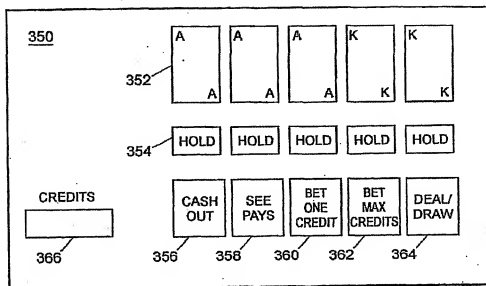 350
A A A K K
352
A A A K K
354
HOLD HOLD HOLD HOLD HOLD
CREDITS
CASH OUT
SEE PAYS
BET ONE CREDIT
BET MAX CREDITS
DEAL/ DRAW
366
356
358
360
362
364